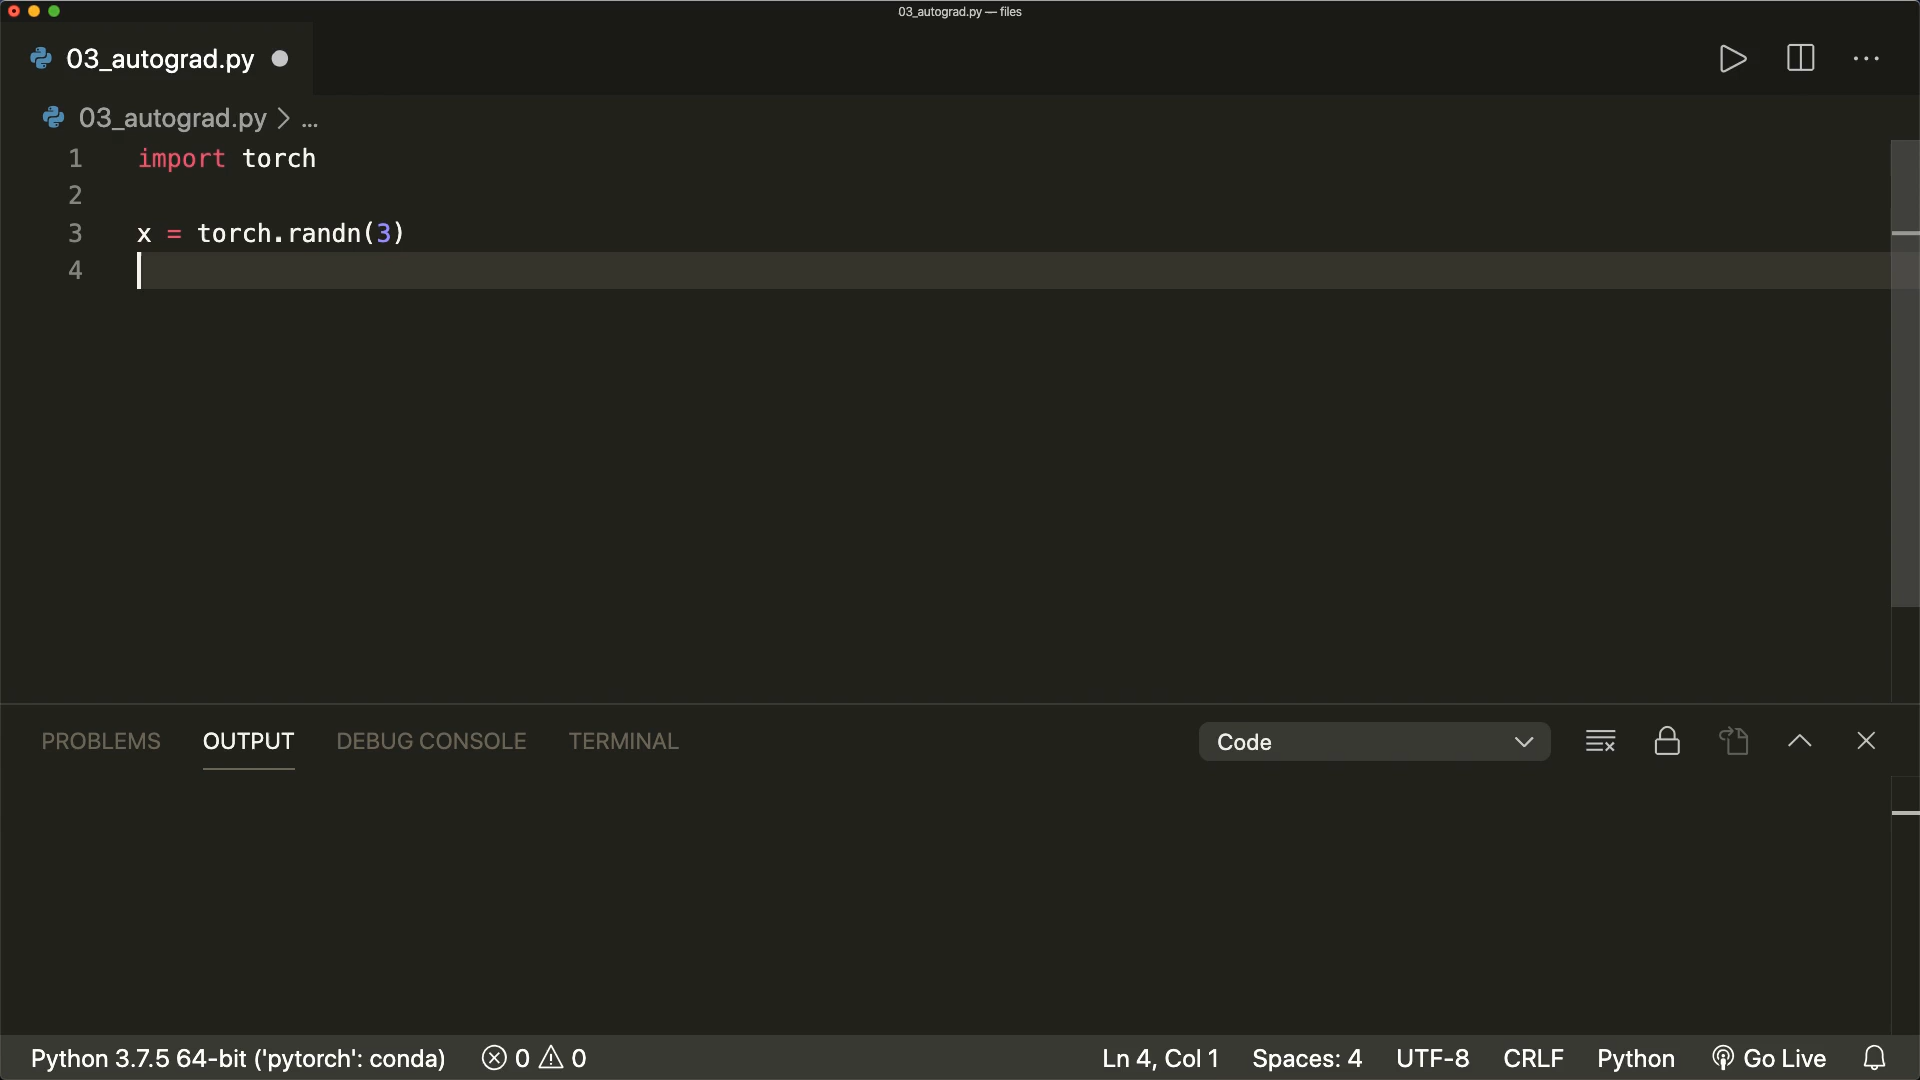 03_autograd.py — files
03_autograd.py
03_autograd.py > ...
1 import torch
2
3 x = torch.randn(3)
4
PROBLEMS OUTPUT DEBUG CONSOLE TERMINAL Code
Python 3.7.5 64-bit ('pytorch': conda) 0 0 Ln 4, Col 1 Spaces: 4 UTF-8 CRLF Python Go Live